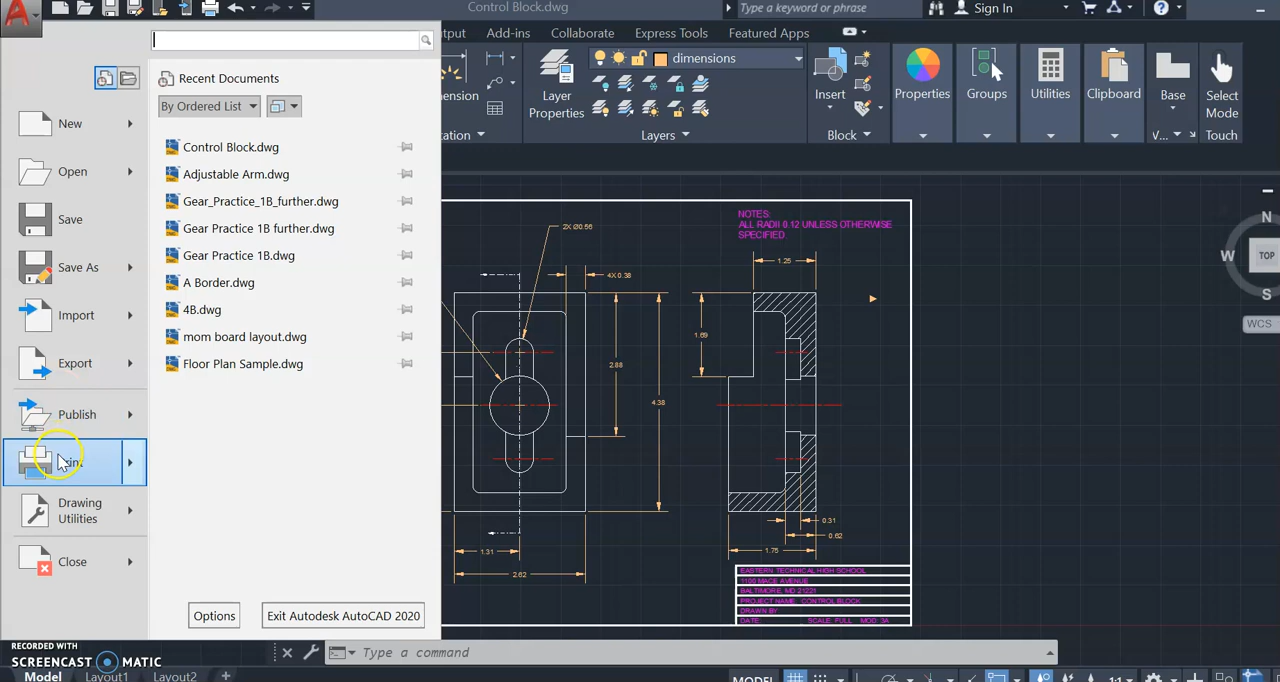 Control Block.dwg
Type a keyword or phrase
Sign In
?
put
Add-ins
Collaborate
Express Tools
Featured Apps
dimensions
mension
Layer
Properties
Insert
Properties
Groups
Utilities
Clipboard
Base
Select
Mode
ation
Layers
Block
V...
Touch
Recent Documents
By Ordered List
Control Block.dwg
Adjustable Arm.dwg
Gear_Practice_1B_further.dwg
Gear Practice 1B further.dwg
Gear Practice 1B.dwg
A Border.dwg
4B.dwg
mom board layout.dwg
Floor Plan Sample.dwg
New
Open
Save
Save As
Import
Export
Publish
Print
Drawing
Utilities
Close
Options
Exit Autodesk AutoCAD 2020
2X Ø0.56
4X 0.38
2.88
4.38
1.31
2.62
NOTES:
ALL RADII 0.12 UNLESS OTHERWISE
SPECIFIED.
1.25
1.69
0.31
0.62
1.75
EASTERN TECHNICAL HIGH SCHOOL
1100 MACE AVENUE
BALTIMORE, MD 21221
PROJECT NAME: CONTROL BLOCK
DRAWN BY
DATE: SCALE: FULL MOD: 3A
N
W
TOP
S
WCS
RECORDED WITH
SCREENCAST MATIC
Type a command
Model
Layout1
Layout2
+
MODEL
1:1